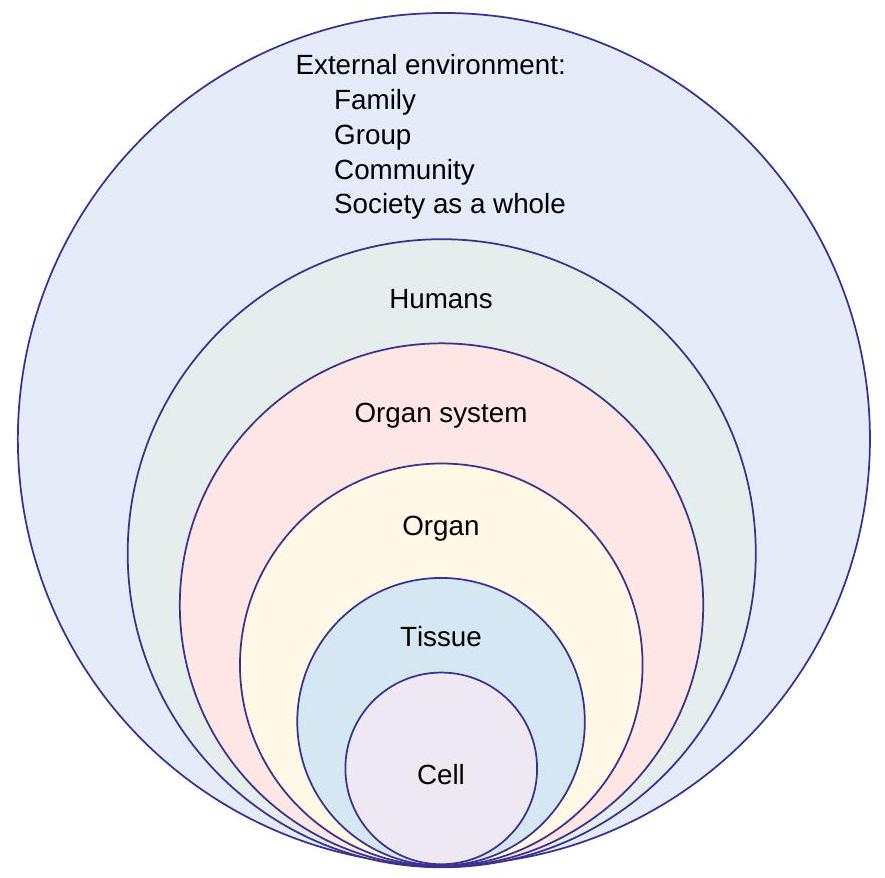 External environment:
Family
Group
Community
Society as a whole
Humans
Organ system
Organ
Tissue
Cell